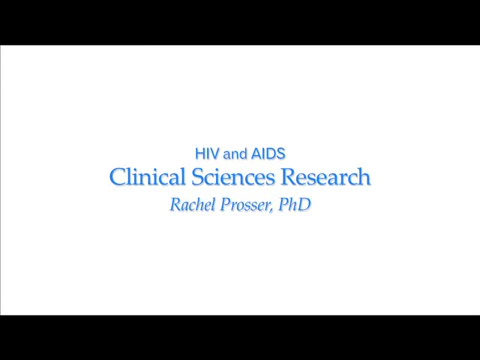 HIV and AIDS
Clinical Sciences Research
Rachel Prosser, PhD